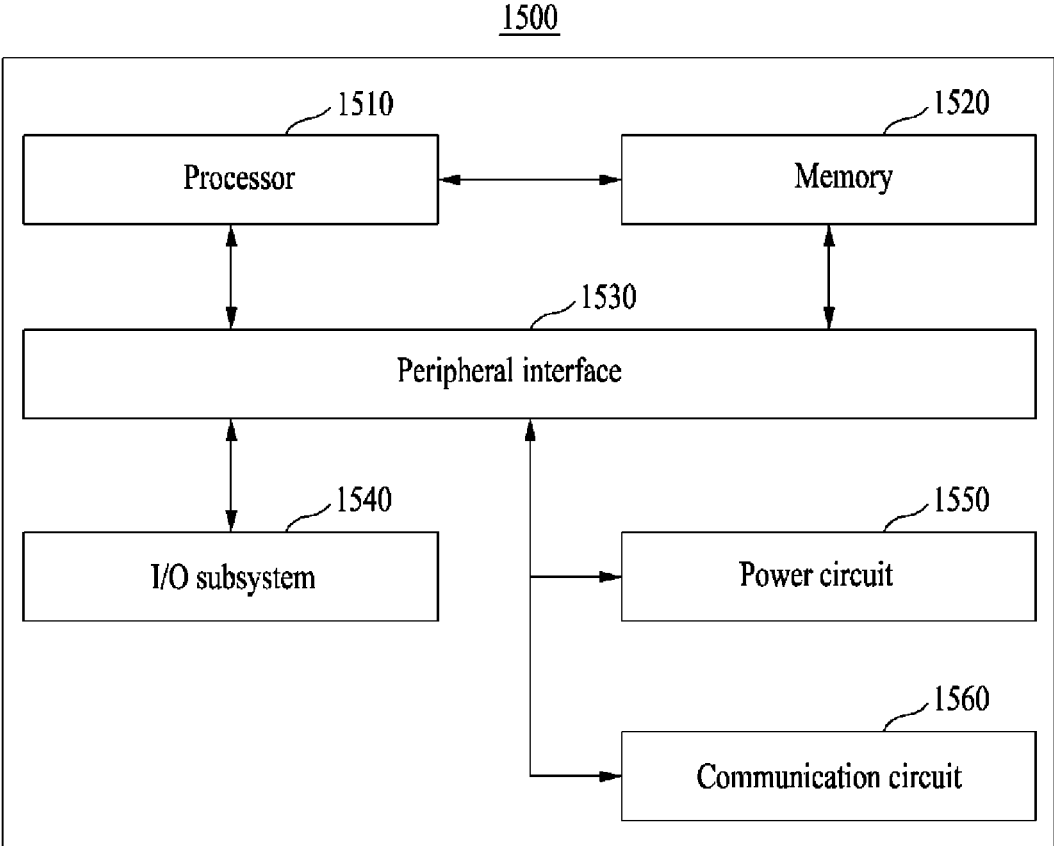 1500
1510
1520
Processor
Memory
1530
Peripheral interface
1540
1550
I/O subsystem
Power circuit
1560
Communication circuit